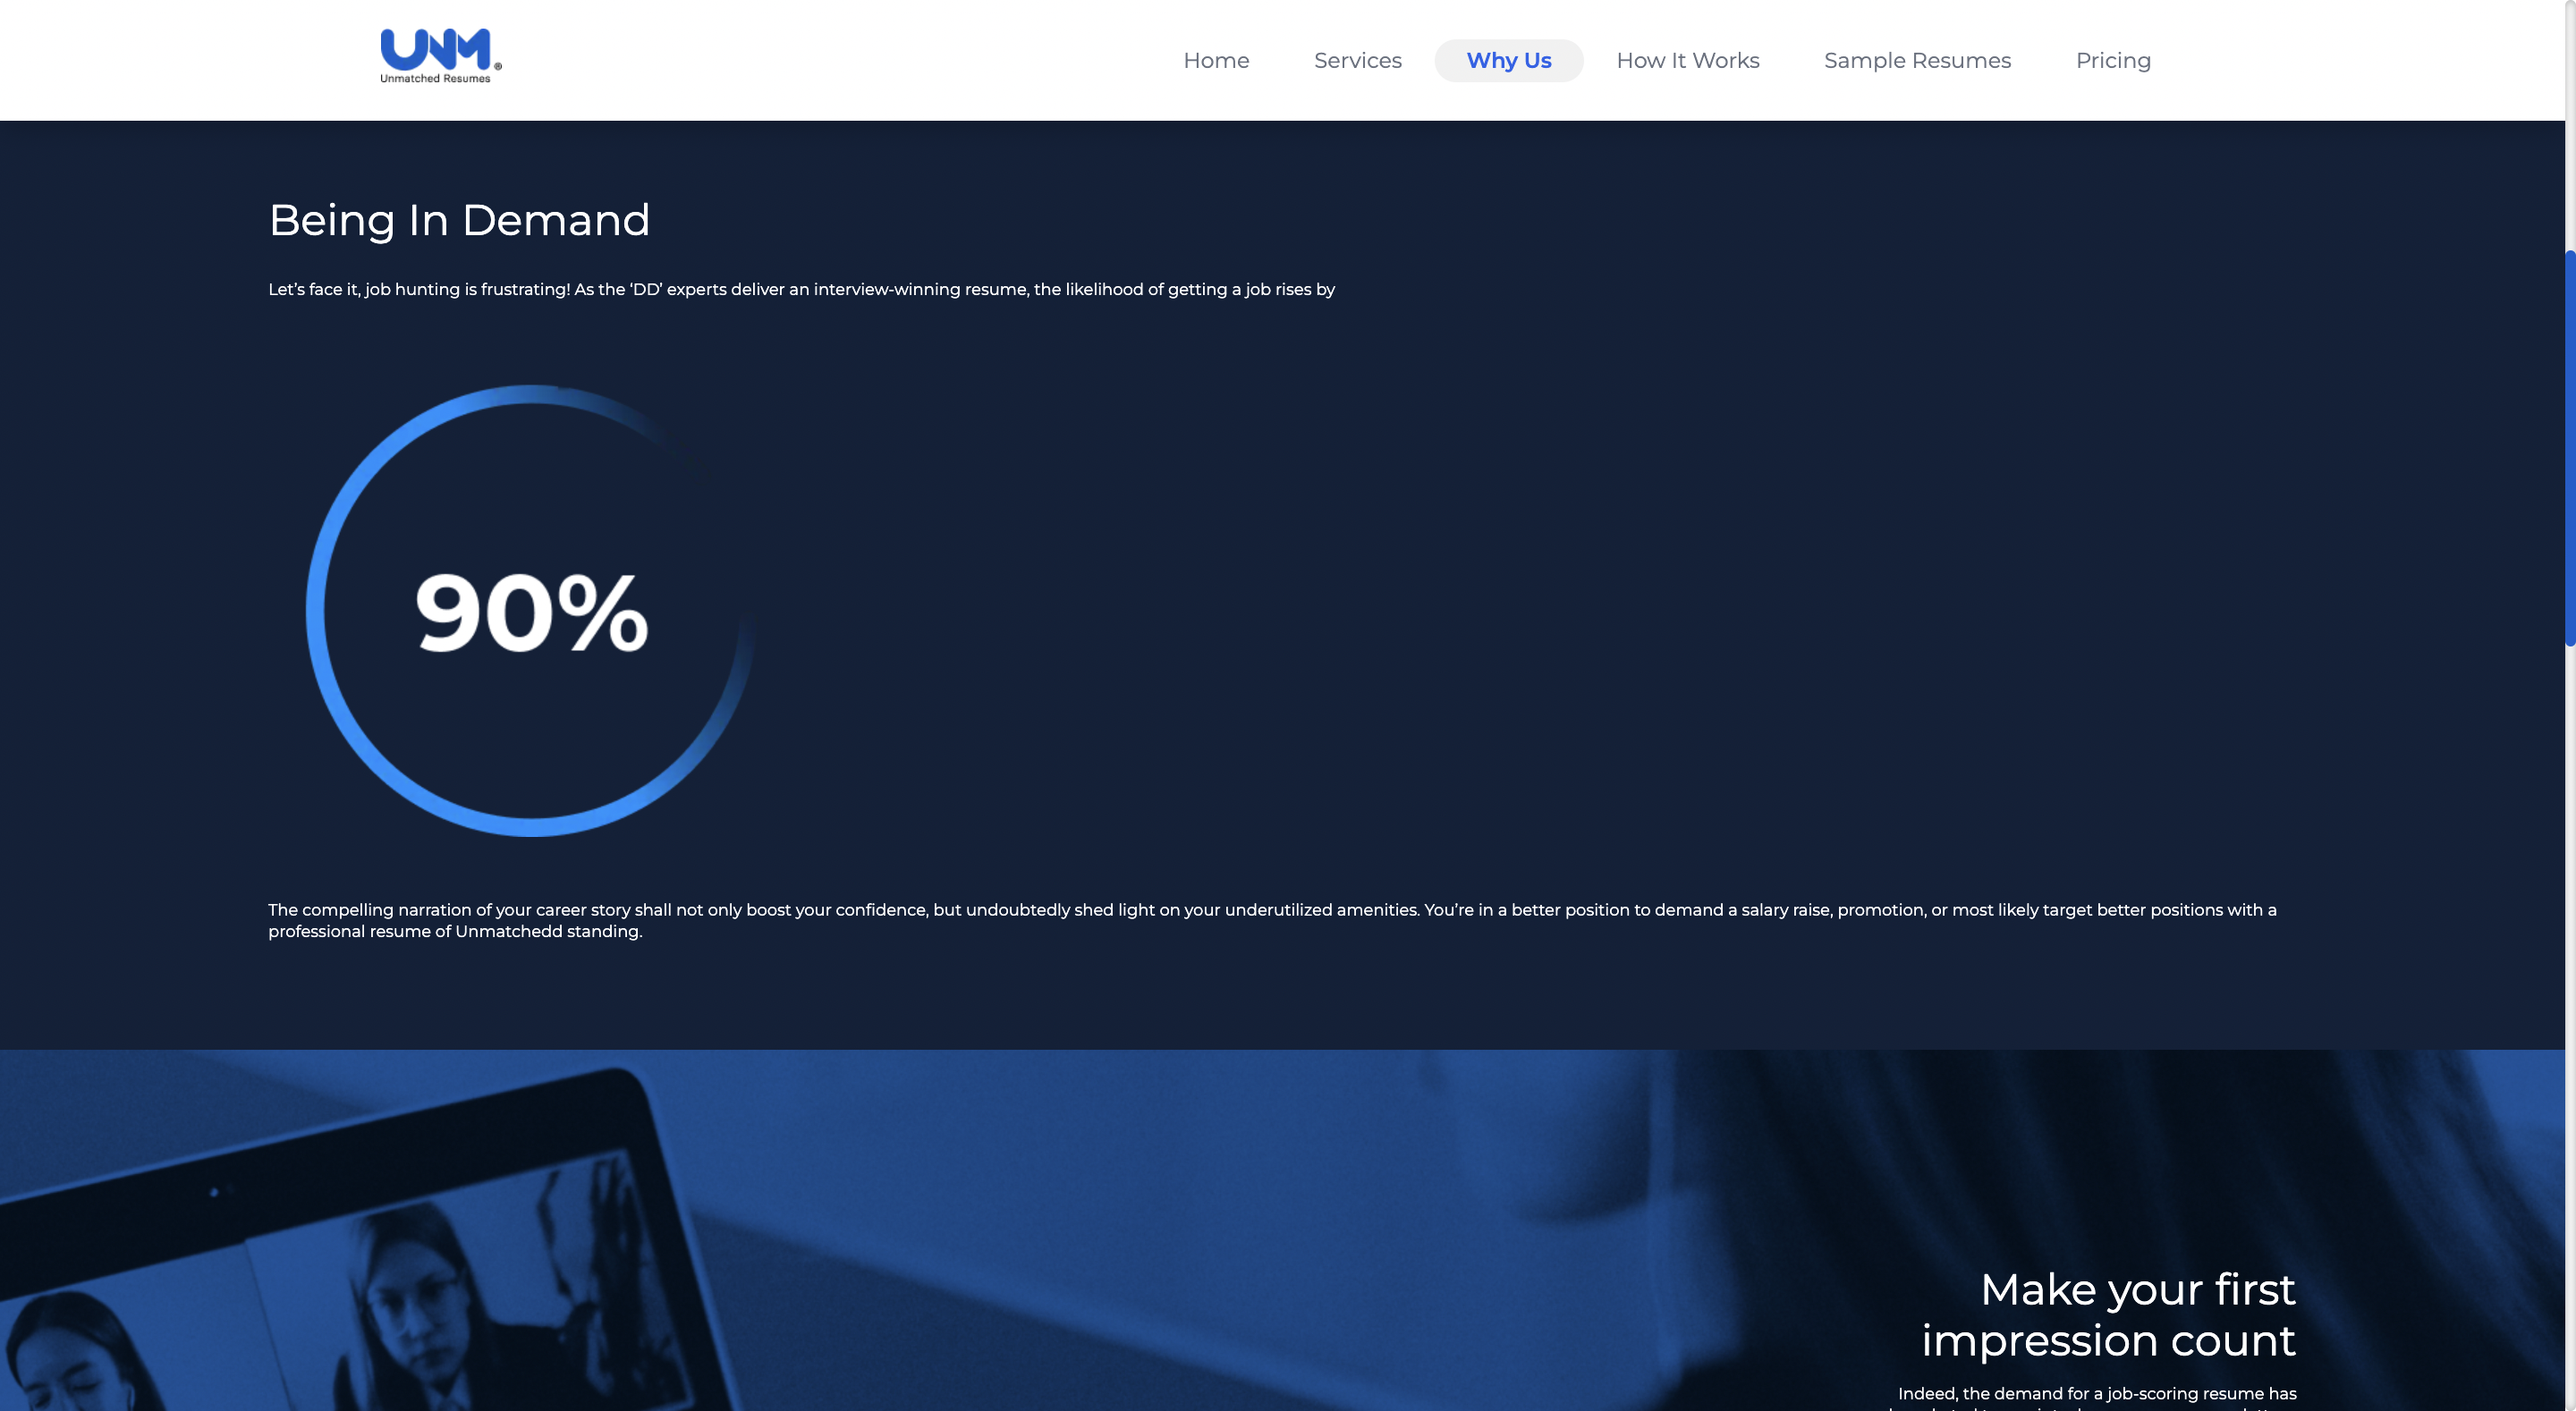 UNM®
Unmatched Resumes
Home
Services
Why Us
How It Works
Sample Resumes
Pricing
Being In Demand
Let’s face it, job hunting is frustrating! As the ‘DD’ experts deliver an interview-winning resume, the likelihood of getting a job rises by
90%
The compelling narration of your career story shall not only boost your confidence, but undoubtedly shed light on your underutilized amenities. You’re in a better position to demand a salary raise, promotion, or most likely target better positions with a
professional resume of Unmatchedd standing.
Make your first
impression count
Indeed, the demand for a job-scoring resume has